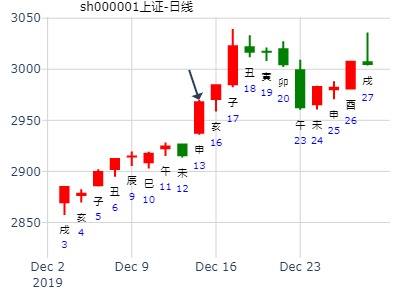 sh000001上证-日线
3050
3000
2950
2900
2850
戌 3
亥 4
子 5
丑 6
辰 9
巳 10
午 11
未 12
申 13
亥 16
子 17
丑 18
寅 19
卯 20
午 23
未 24
申 25
酉 26
戌 27
Dec 2 Dec 9 Dec 16 Dec 23
2019